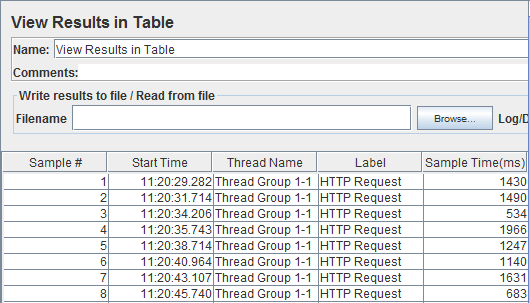 View Results in Table
Name: View Results in Table
Comments:
Write results to file / Read from file
Filename Browse... Log/D
Sample # Start Time Thread Name Label Sample Time(ms)
1 11:20:29.282 Thread Group 1-1 HTTP Request 1430
2 11:20:31.714 Thread Group 1-1 HTTP Request 1490
3 11:20:34.206 Thread Group 1-1 HTTP Request 534
4 11:20:35.743 Thread Group 1-1 HTTP Request 1966
5 11:20:38.714 Thread Group 1-1 HTTP Request 1247
6 11:20:40.964 Thread Group 1-1 HTTP Request 1140
7 11:20:43.107 Thread Group 1-1 HTTP Request 1631
8 11:20:45.740 Thread Group 1-1 HTTP Request 683